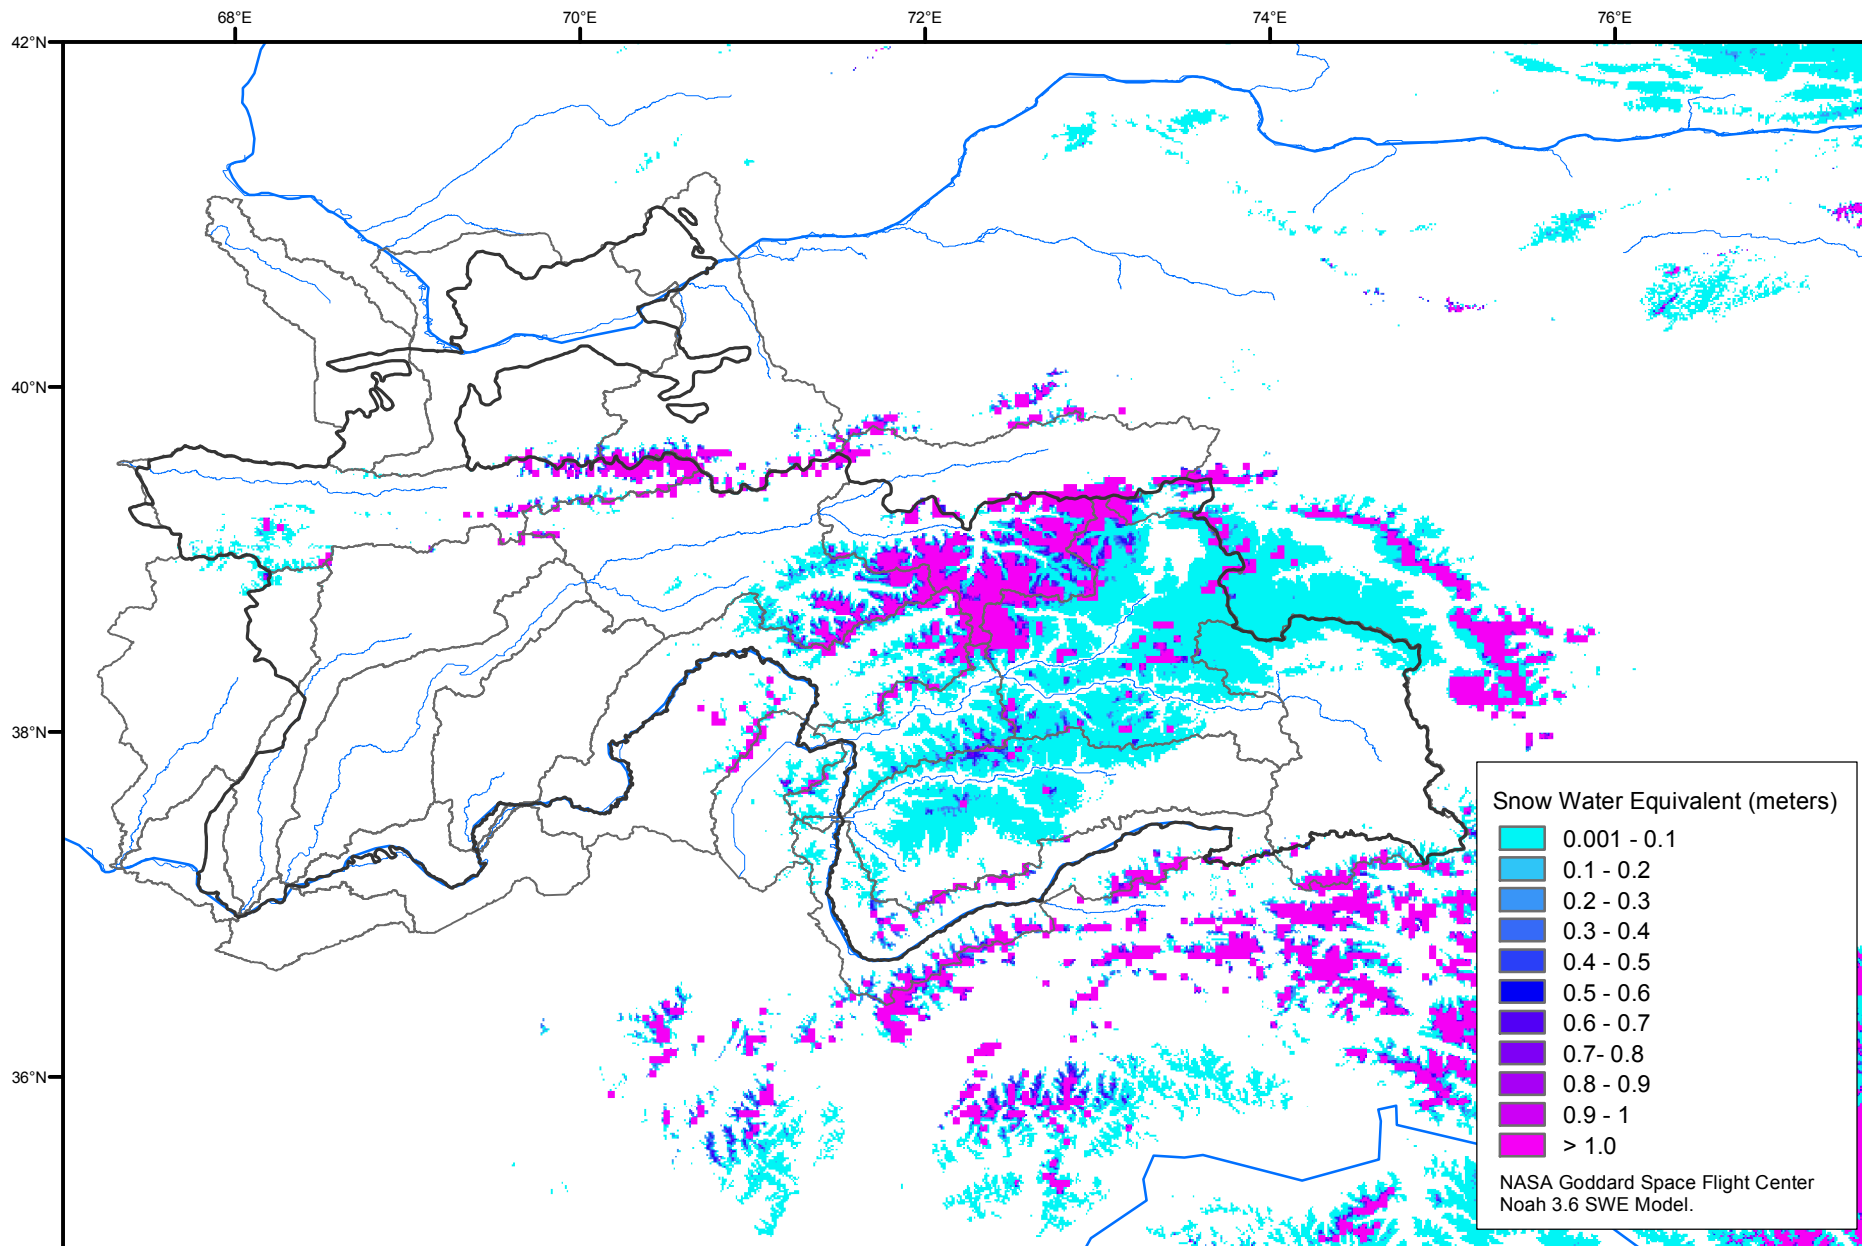 68°E 70°E 72°E 74°E 76°E
42°N
40°N
38°N
36°N
Snow Water Equivalent (meters)
0.001 - 0.1
0.1 - 0.2
0.2 - 0.3
0.3 - 0.4
0.4 - 0.5
0.5 - 0.6
0.6 - 0.7
0.7- 0.8
0.8 - 0.9
0.9 - 1
> 1.0
NASA Goddard Space Flight Center
Noah 3.6 SWE Model.